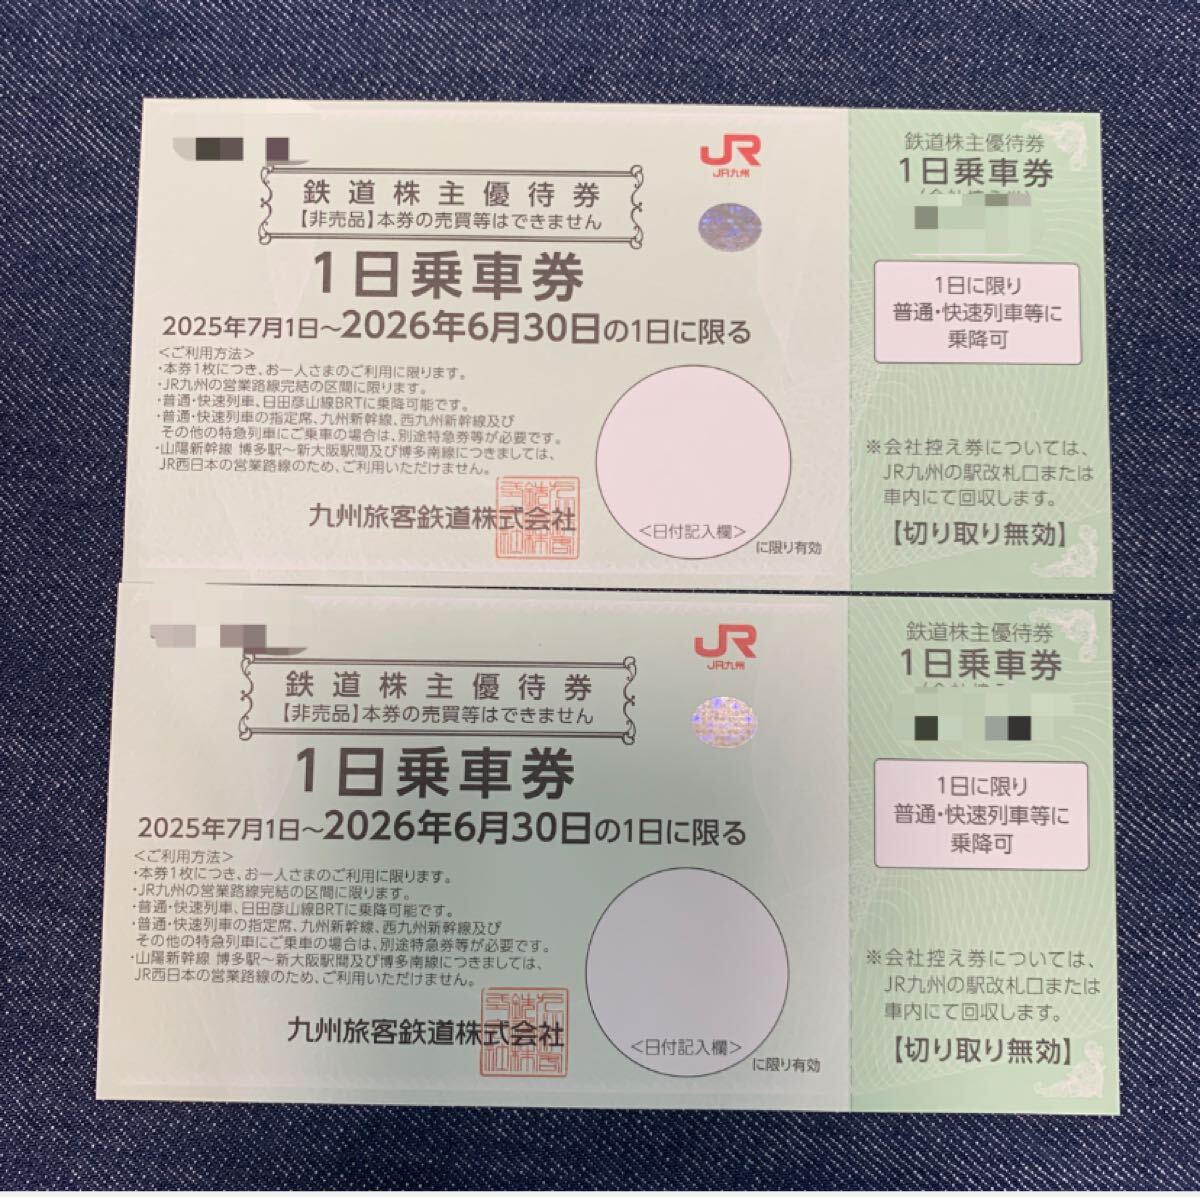 JR
JR九州
鉄道株主優待券
【非売品】本券の売買等はできません
1日乗車券
2025年7月1日～2026年6月30日の1日に限る
＜ご利用方法＞
・本券1枚につき、お一人さまのご利用に限ります。
・JR九州の営業路線完結の区間に限ります。
・普通・快速列車、日田彦山線BRTに乗降可能です。
・普通・快速列車の指定席、九州新幹線、西九州新幹線及び
その他の特急列車にご乗車の場合は、別途特急券等が必要です。
・山陽新幹線 博多駅～新大阪駅間及び博多南線につきましては、
JR西日本の営業路線のため、ご利用いただけません。
九州旅客鉄道株式会社
＜日付記入欄＞
に限り有効
鉄道株主優待券
1日乗車券
1日に限り
普通・快速列車等に
乗降可
※会社控え券については、
JR九州の駅改札口または
車内にて回収します。
【切り取り無効】
JR
JR九州
鉄道株主優待券
【非売品】本券の売買等はできません
1日乗車券
2025年7月1日～2026年6月30日の1日に限る
＜ご利用方法＞
・本券1枚につき、お一人さまのご利用に限ります。
・JR九州の営業路線完結の区間に限ります。
・普通・快速列車、日田彦山線BRTに乗降可能です。
・普通・快速列車の指定席、九州新幹線、西九州新幹線及び
その他の特急列車にご乗車の場合は、別途特急券等が必要です。
・山陽新幹線 博多駅～新大阪駅間及び博多南線につきましては、
JR西日本の営業路線のため、ご利用いただけません。
九州旅客鉄道株式会社
＜日付記入欄＞
に限り有効
鉄道株主優待券
1日乗車券
1日に限り
普通・快速列車等に
乗降可
※会社控え券については、
JR九州の駅改札口または
車内にて回収します。
【切り取り無効】